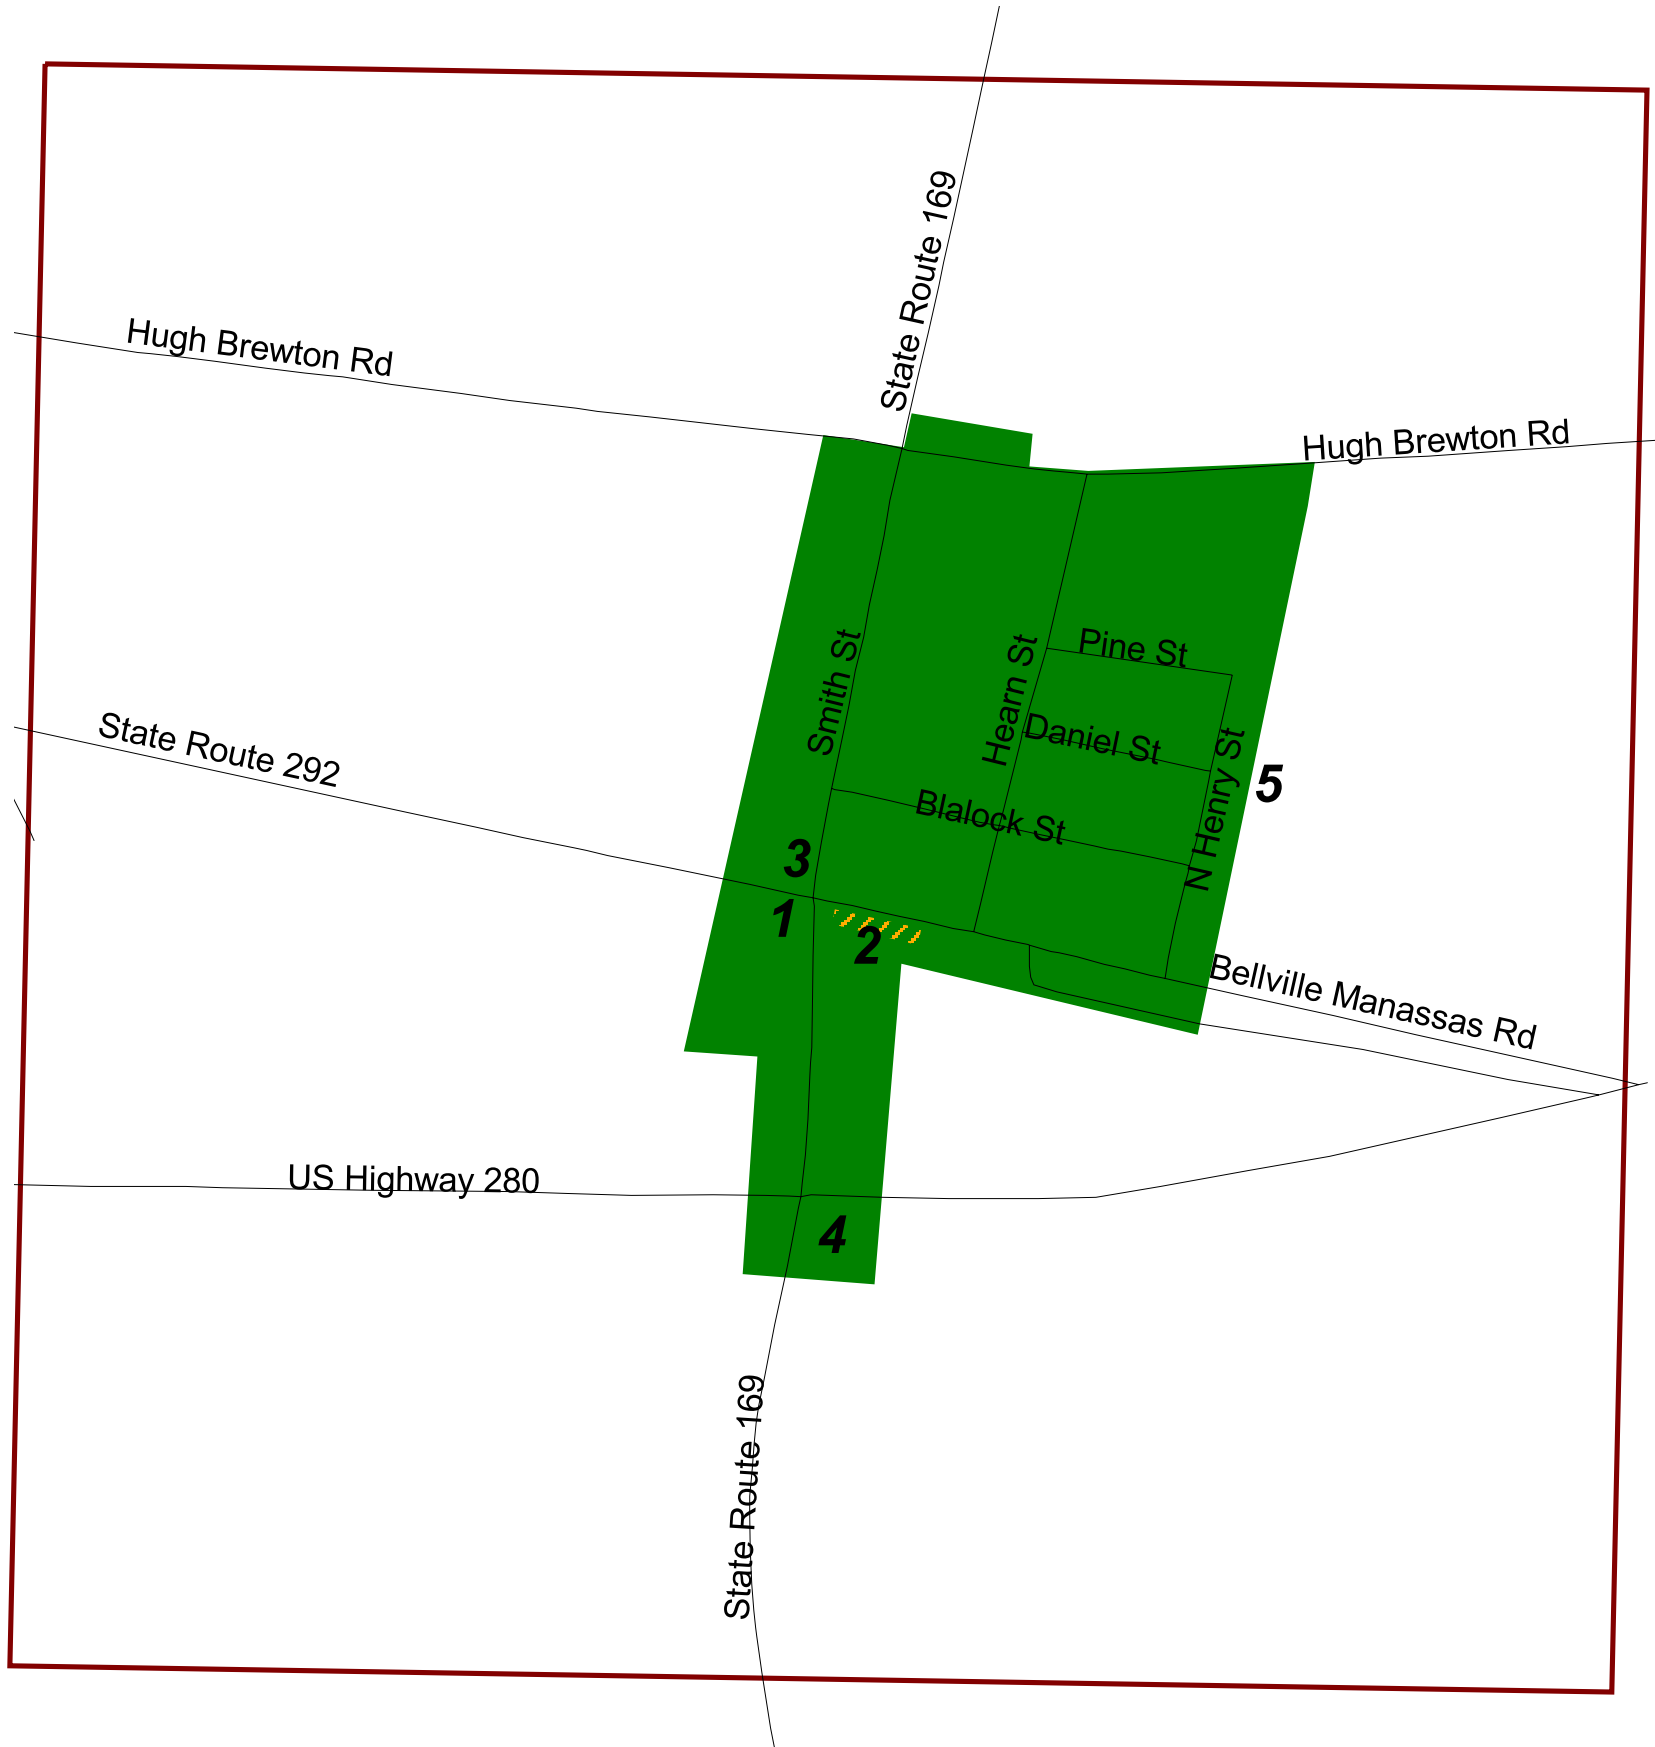 State Route 169
Hugh Brewton Rd
Hugh Brewton Rd
Smith St
Hearn St
Pine St
State Route 292
Daniel St
N Henry St
5
Blalock St
3
1
2
Bellville Manassas Rd
US Highway 280
4
State Route 169